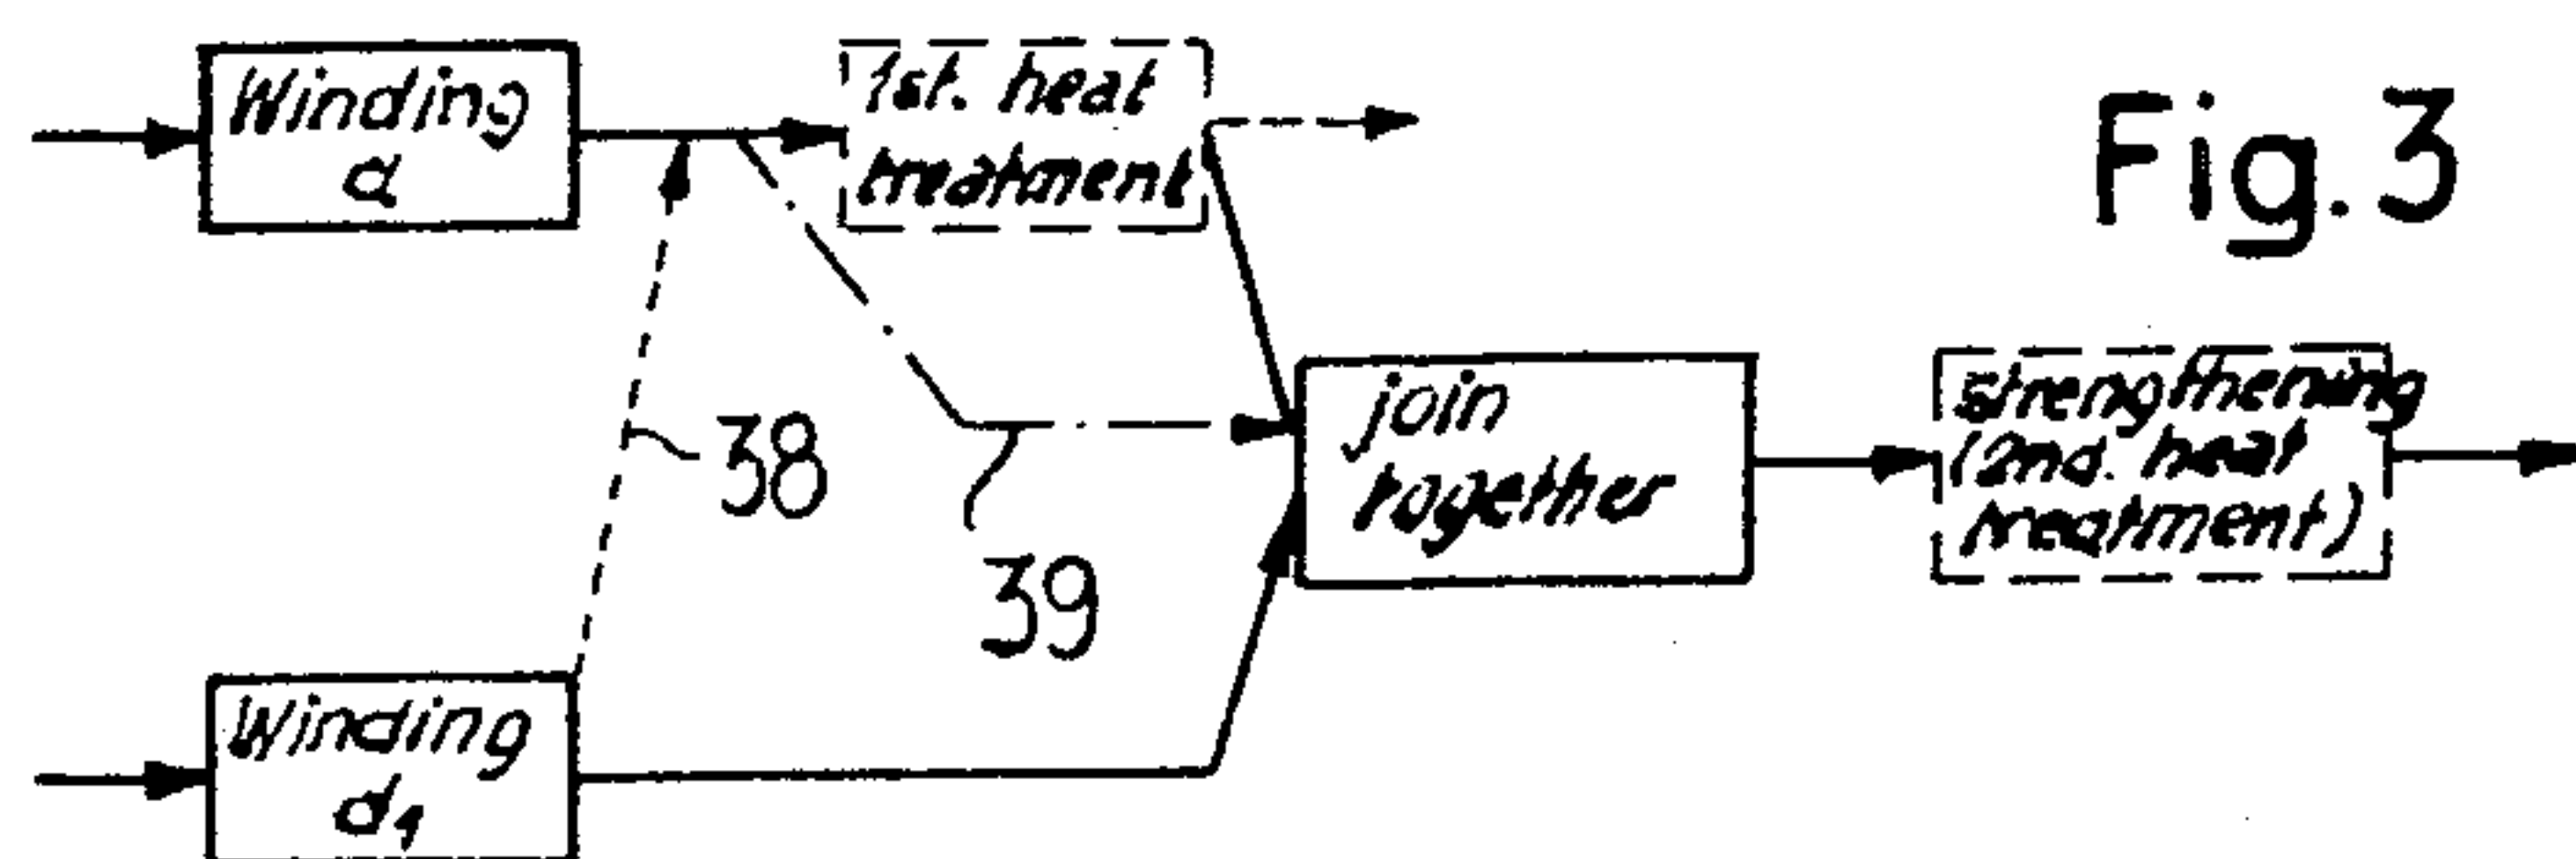 Winding
d
1st. heat
treatment
Fig. 3
38
39
join
together
strengthening
(2nd. heat
treatment)
Winding
d₁